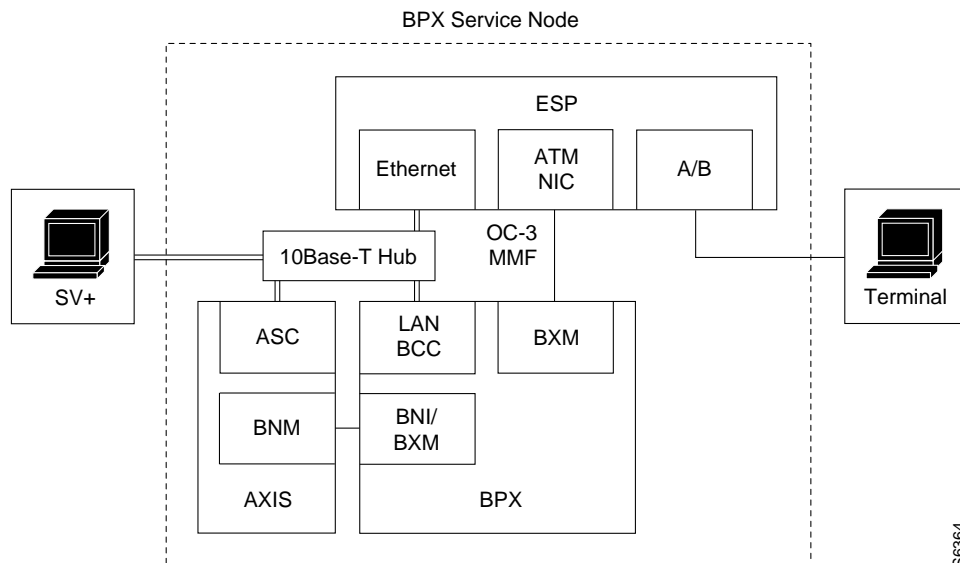 BPX Service Node
ESP
Ethernet
ATM
NIC
A/B
OC-3
MMF
10Base-T Hub
SV+
Terminal
ASC
LAN
BCC
BXM
BNM
BNI/
BXM
AXIS
BPX
S6364